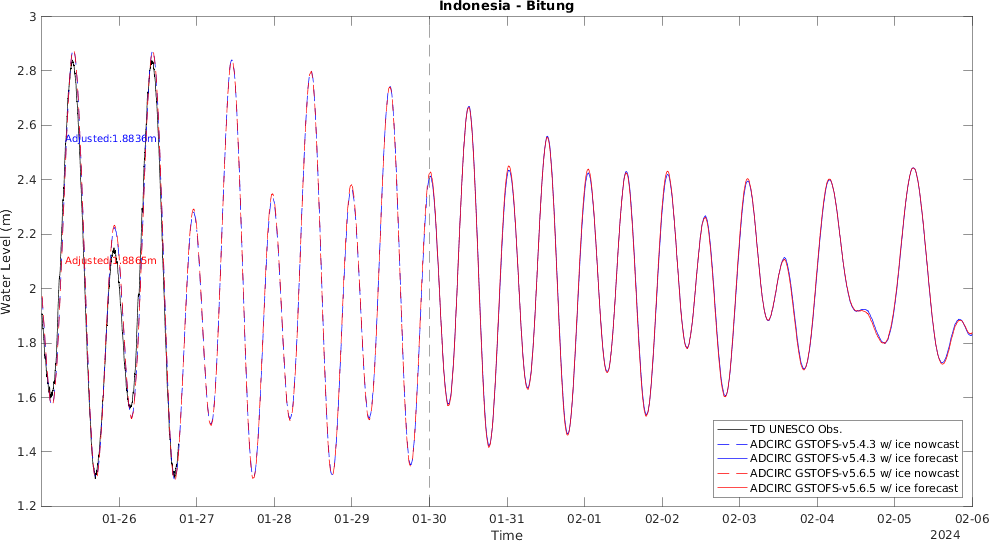 Indonesia - Bitung
3
2.8
2.6
2.4
2.2
2
1.8
1.6
1.4
1.2
Water Level (m)
Adjusted:1.8836m
Adjusted:1.8865m
TD UNESCO Obs.
ADCIRC GSTOFS-v5.4.3 w/ ice nowcast
ADCIRC GSTOFS-v5.4.3 w/ ice forecast
ADCIRC GSTOFS-v5.6.5 w/ ice nowcast
ADCIRC GSTOFS-v5.6.5 w/ ice forecast
01-26 01-27 01-28 01-29 01-30 01-31 02-01 02-02 02-03 02-04 02-05 02-06
Time
2024